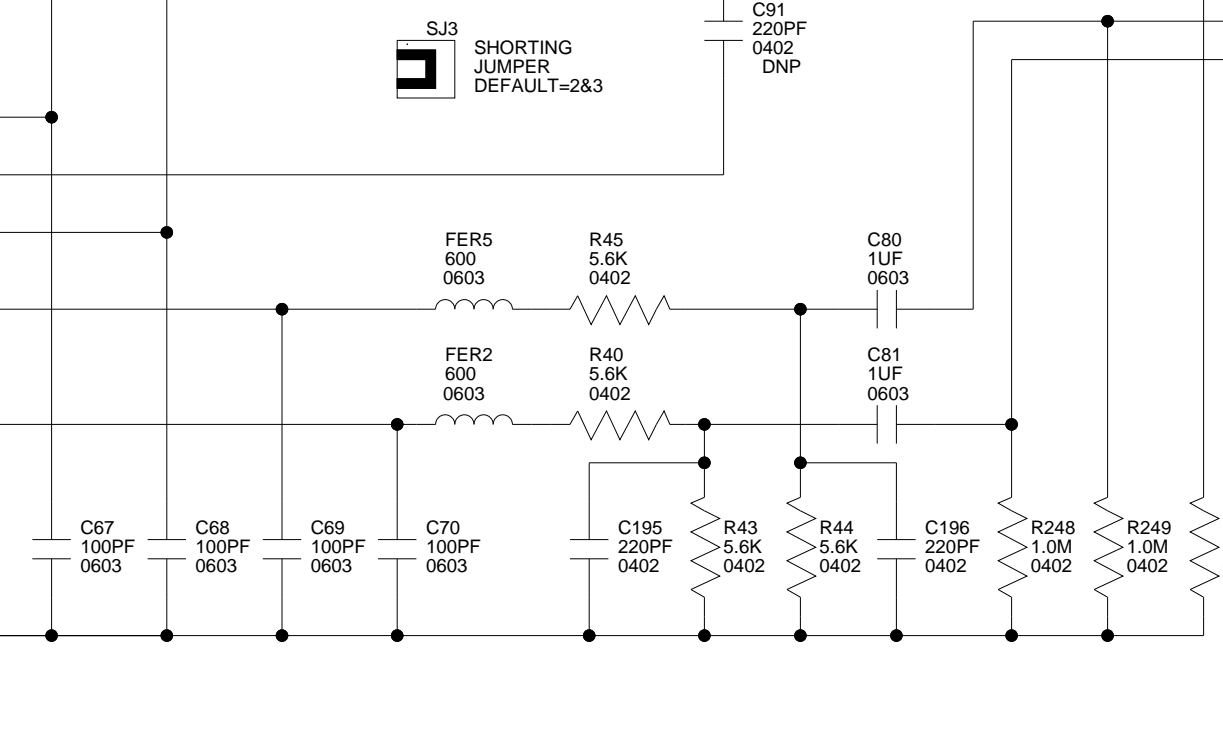 C91
220PF
0402
DNP
SJ3
SHORTING
JUMPER
DEFAULT=2&3
FER5
600
0603
R45
5.6K
0402
C80
1UF
0603
FER2
600
0603
R40
5.6K
0402
C81
1UF
0603
C67
100PF
0603
C68
100PF
0603
C69
100PF
0603
C70
100PF
0603
C195
220PF
0402
R43
5.6K
0402
R44
5.6K
0402
C196
220PF
0402
R248
1.0M
0402
R249
1.0M
0402